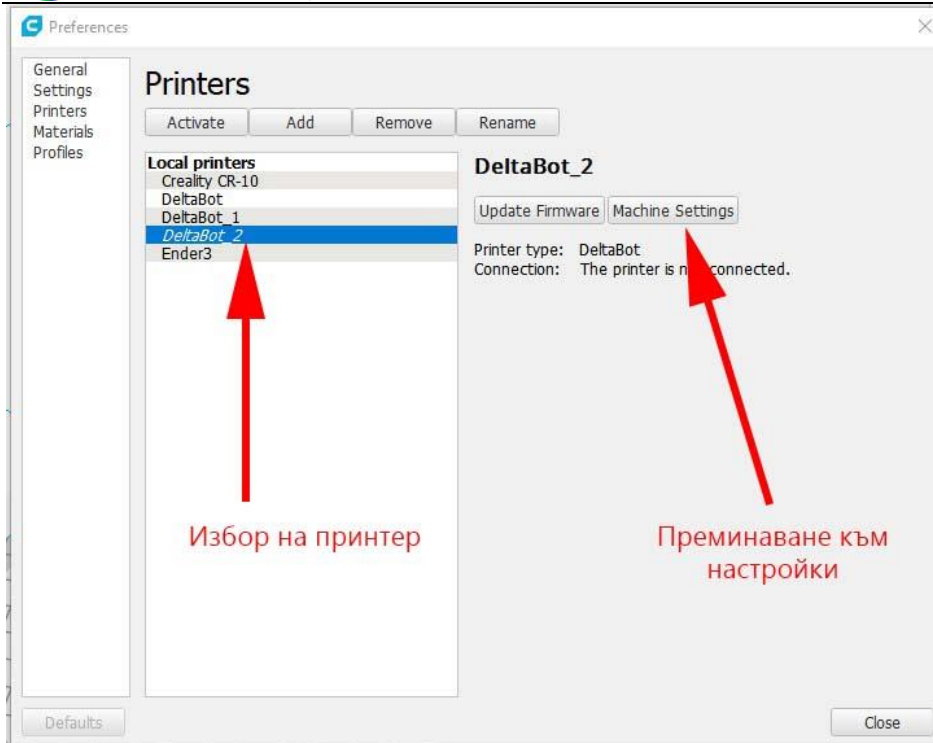 Preferences
General
Settings
Printers
Materials
Profiles
Printers
Activate
Add
Remove
Rename
Local printers
Creality CR-10
DeltaBot
DeltaBot_1
DeltaBot_2
Ender3
DeltaBot_2
Update Firmware
Machine Settings
Printer type: DeltaBot
Connection: The printer is connected.
Избор на принтер
Преминаване към
настройки
Defaults
Close